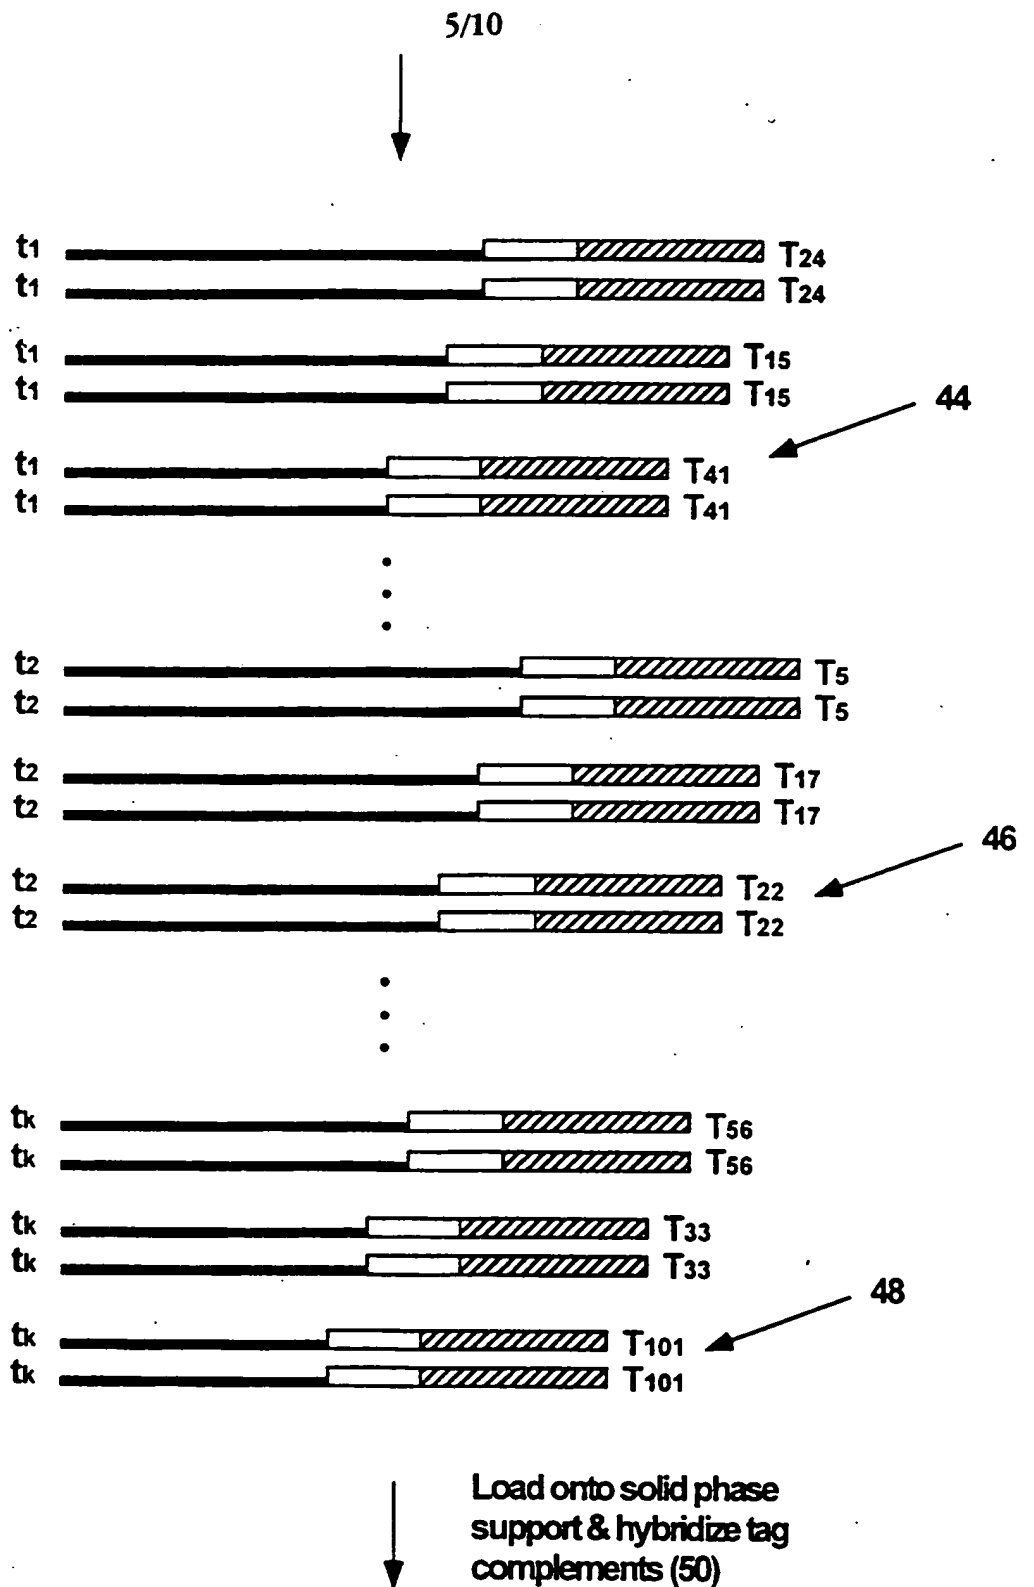 5/10
t1 T24
t1 T24
t1 T15
t1 T15
44
t1 T41
t1 T41
t2 T5
t2 T5
t2 T17
t2 T17
46
t2 T22
t2 T22
tk T56
tk T56
tk T33
tk T33
48
tk T101
tk T101
Load onto solid phase
support & hybridize tag
complements (50)